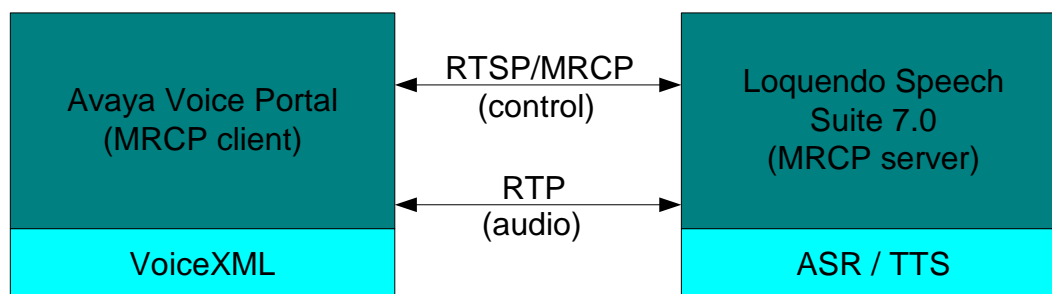 Avaya Voice Portal
(MRCP client)
VoiceXML
RTSP/MRCP
(control)
RTP
(audio)
Loquendo Speech
Suite 7.0
(MRCP server)
ASR / TTS